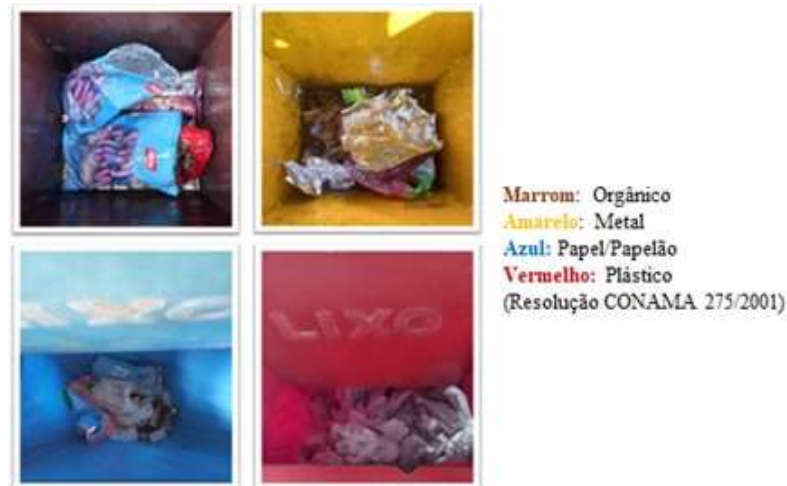 Marrom: Orgânico
Amarelo: Metal
Azul: Papel/Papelão
Vermelho: Plástico
(Resolução CONAMA 275/2001)
LIXO